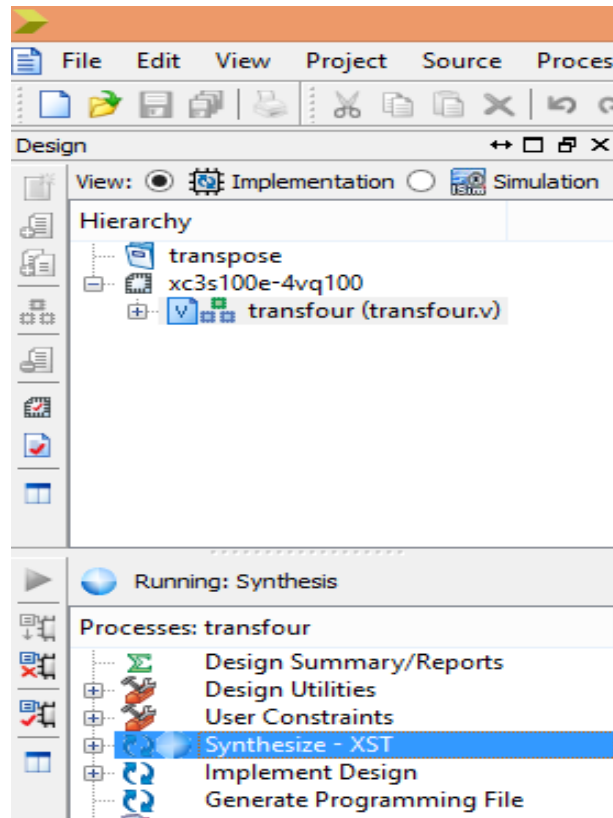 File Edit View Project Source Proces
Design
View: Implementation Simulation
Hierarchy
transpose
xc3s100e-4vq100
V transfour (transfour.v)
Running: Synthesis
Processes: transfour
Design Summary/Reports
Design Utilities
User Constraints
Synthesize - XST
Implement Design
Generate Programming File